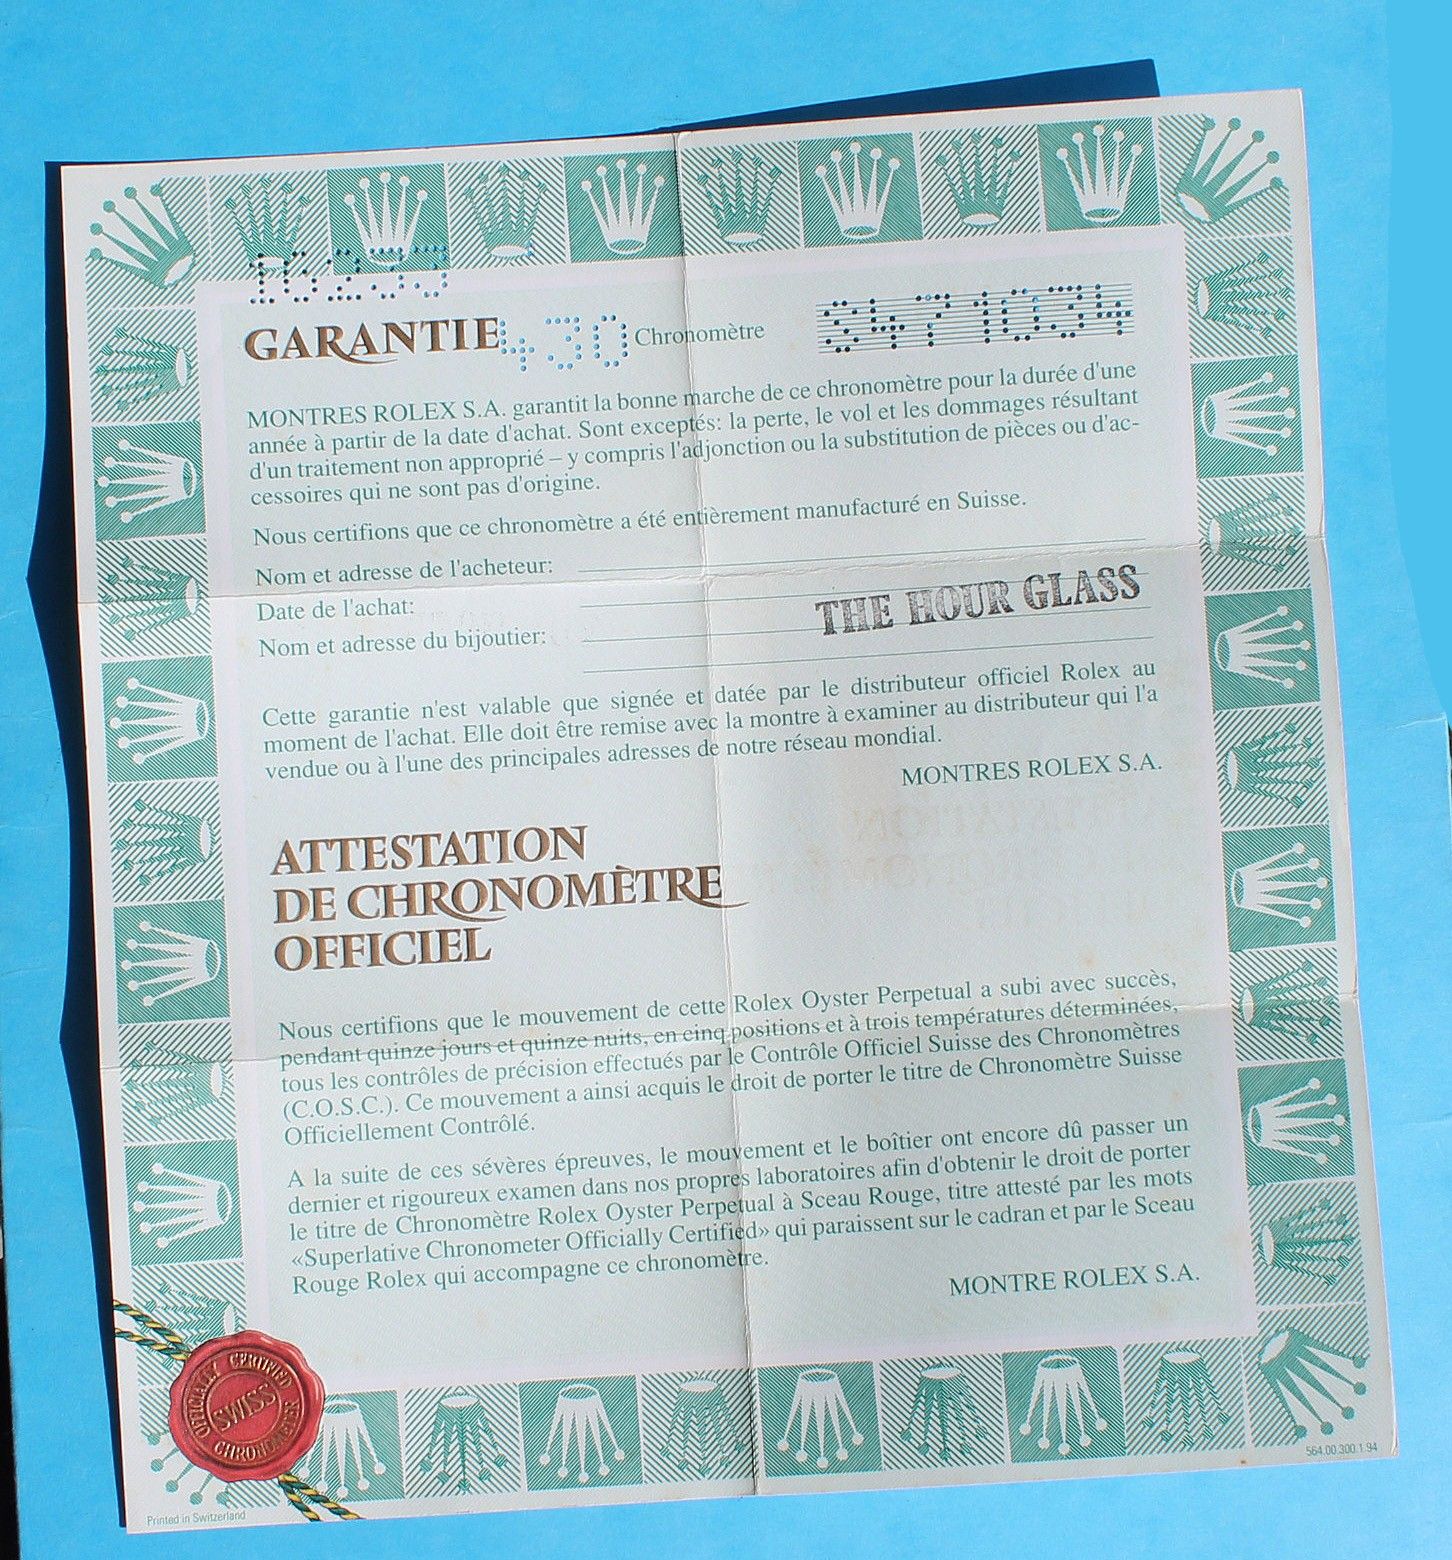 16233
GARANTIE 430 Chronomètre S471034
MONTRES ROLEX S.A. garantit la bonne marche de ce chronomètre pour la durée d'une
année à partir de la date d'achat. Sont exceptés: la perte, le vol et les dommages résultant
d'un traitement non approprié – y compris l'adjonction ou la substitution de pièces ou d'ac-
cessoires qui ne sont pas d'origine.
Nous certifions que ce chronomètre a été entièrement manufacturé en Suisse.
Nom et adresse de l'acheteur:
Date de l'achat:
THE HOUR GLASS
Nom et adresse du bijoutier:
Cette garantie n'est valable que signée et datée par le distributeur officiel Rolex au
moment de l'achat. Elle doit être remise avec la montre à examiner au distributeur qui l'a
vendue ou à l'une des principales adresses de notre réseau mondial.
MONTRES ROLEX S.A.
ATTESTATION
DE CHRONOMÈTRE
OFFICIEL
Nous certifions que le mouvement de cette Rolex Oyster Perpetual a subi avec succès,
pendant quinze jours et quinze nuits, en cinq positions et à trois températures déterminées,
tous les contrôles de précision effectués par le Contrôle Officiel Suisse des Chronomètres
(C.O.S.C.). Ce mouvement a ainsi acquis le droit de porter le titre de Chronomètre Suisse
Officiellement Contrôlé.
A la suite de ces sévères épreuves, le mouvement et le boîtier ont encore dû passer un
dernier et rigoureux examen dans nos propres laboratoires afin d'obtenir le droit de porter
le titre de Chronomètre Rolex Oyster Perpetual à Sceau Rouge, titre attesté par les mots
«Superlative Chronometer Officially Certified» qui paraissent sur le cadran et par le Sceau
Rouge Rolex qui accompagne ce chronomètre.
MONTRE ROLEX S.A.
OFFICIALLY CERTIFIED
SWISS
CHRONOMETER
564.00.300.1.94
Printed in Switzerland